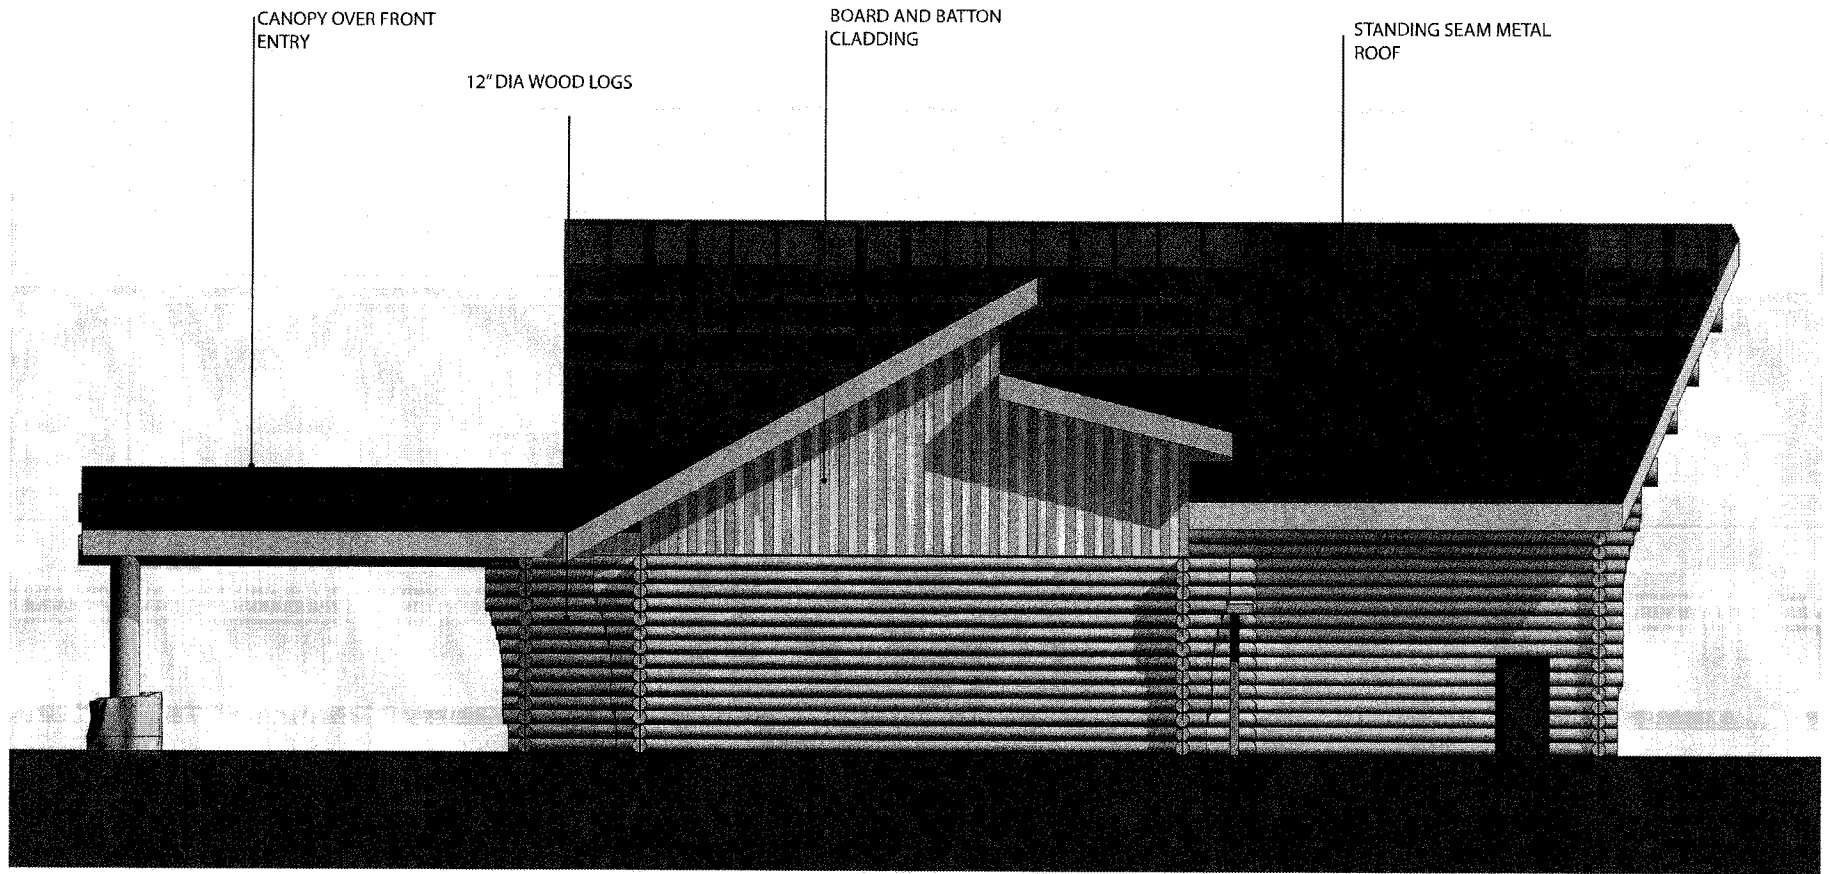 CANOPY OVER FRONT
ENTRY
12" DIA WOOD LOGS
BOARD AND BATTON
CLADDING
STANDING SEAM METAL
ROOF